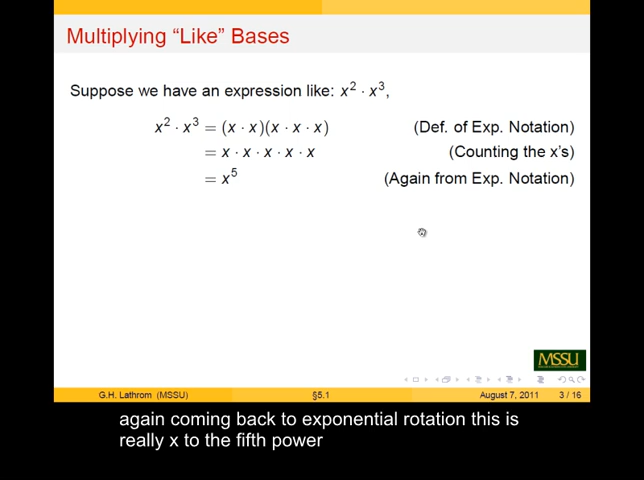 Multiplying “Like” Bases
Suppose we have an expression like: x² · x³,
x² · x³ = (x · x)(x · x · x) (Def. of Exp. Notation)
= x · x · x · x · x (Counting the x’s)
= x⁵ (Again from Exp. Notation)
MSSU
G.H. Lathrom (MSSU) §5.1 August 7, 2011 3 / 16
again coming back to exponential rotation this is
really x to the fifth power